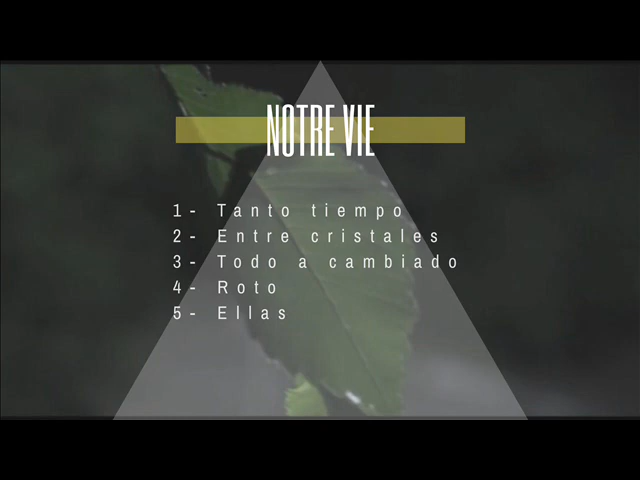 NOTRE VIE
1- Tanto tiempo
2- Entre cristales
3- Todo a cambiado
4- Roto
5- Ellas